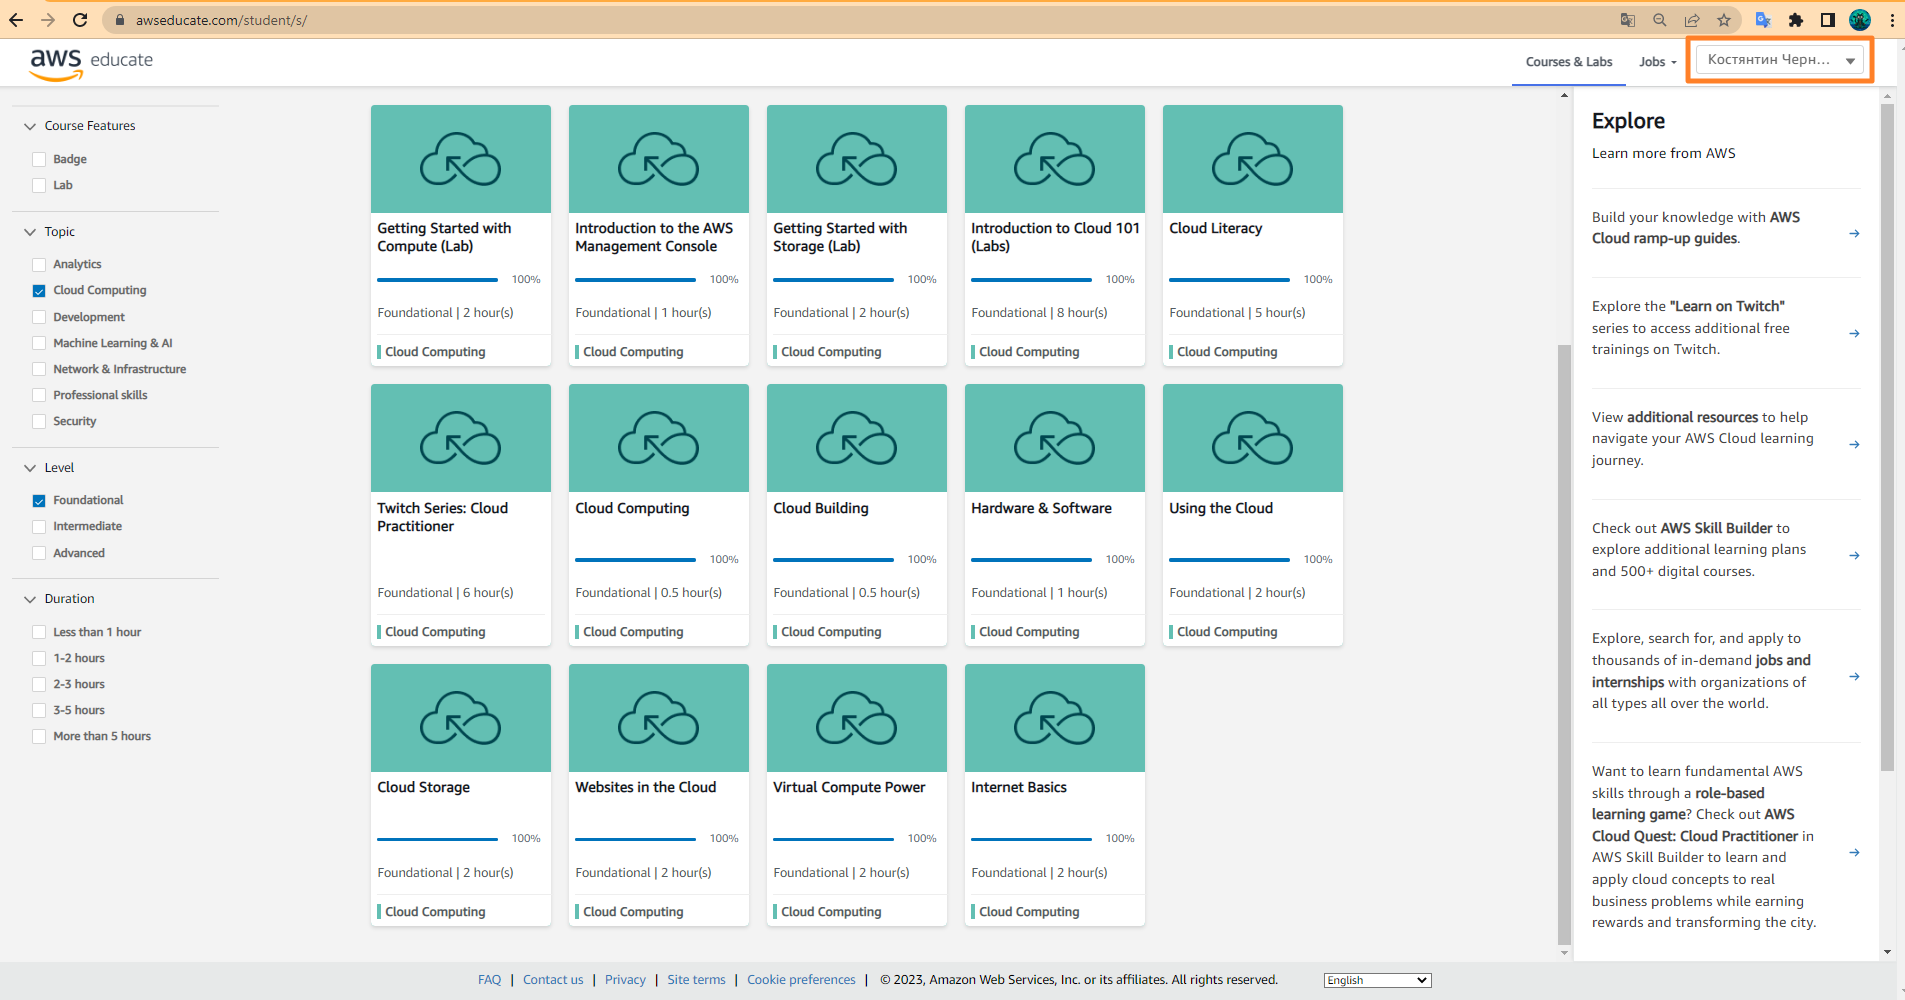 awseducate.com/student/s/
aws educate
Courses & Labs
Jobs
Костянтин Черн...
Course Features
Badge
Lab
Topic
Analytics
Cloud Computing
Development
Machine Learning & AI
Network & Infrastructure
Professional skills
Security
Level
Foundational
Intermediate
Advanced
Duration
Less than 1 hour
1-2 hours
2-3 hours
3-5 hours
More than 5 hours
Getting Started with
Compute (Lab)
100%
Foundational | 2 hour(s)
Cloud Computing
Introduction to the AWS
Management Console
100%
Foundational | 1 hour(s)
Cloud Computing
Getting Started with
Storage (Lab)
100%
Foundational | 2 hour(s)
Cloud Computing
Introduction to Cloud 101
(Labs)
100%
Foundational | 8 hour(s)
Cloud Computing
Cloud Literacy
100%
Foundational | 5 hour(s)
Cloud Computing
Twitch Series: Cloud
Practitioner
Foundational | 6 hour(s)
Cloud Computing
Cloud Computing
100%
Foundational | 0.5 hour(s)
Cloud Computing
Cloud Building
100%
Foundational | 0.5 hour(s)
Cloud Computing
Hardware & Software
100%
Foundational | 1 hour(s)
Cloud Computing
Using the Cloud
100%
Foundational | 2 hour(s)
Cloud Computing
Cloud Storage
100%
Foundational | 2 hour(s)
Cloud Computing
Websites in the Cloud
100%
Foundational | 2 hour(s)
Cloud Computing
Virtual Compute Power
100%
Foundational | 2 hour(s)
Cloud Computing
Internet Basics
100%
Foundational | 2 hour(s)
Cloud Computing
Explore
Learn more from AWS
Build your knowledge with AWS
Cloud ramp-up guides.
Explore the "Learn on Twitch"
series to access additional free
trainings on Twitch.
View additional resources to help
navigate your AWS Cloud learning
journey.
Check out AWS Skill Builder to
explore additional learning plans
and 500+ digital courses.
Explore, search for, and apply to
thousands of in-demand jobs and
internships with organizations of
all types all over the world.
Want to learn fundamental AWS
skills through a role-based
learning game? Check out AWS
Cloud Quest: Cloud Practitioner in
AWS Skill Builder to learn and
apply cloud concepts to real
business problems while earning
rewards and transforming the city.
FAQ | Contact us | Privacy | Site terms | Cookie preferences | © 2023, Amazon Web Services, Inc. or its affiliates. All rights reserved.
English